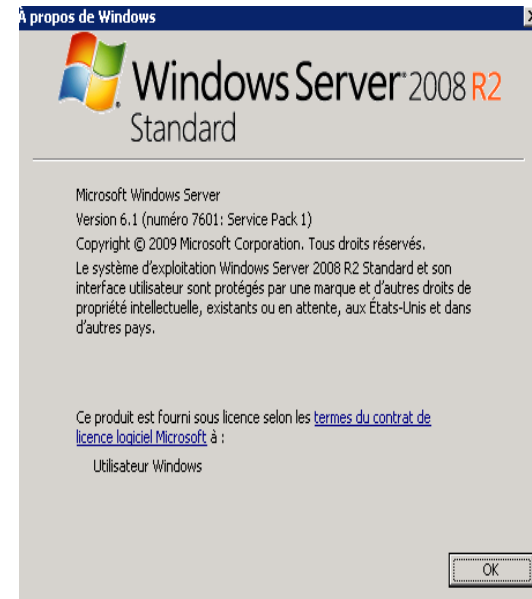 À propos de Windows
Windows Server 2008 R2
Standard
Microsoft Windows Server
Version 6.1 (numéro 7601: Service Pack 1)
Copyright © 2009 Microsoft Corporation. Tous droits réservés.
Le système d'exploitation Windows Server 2008 R2 Standard et son
interface utilisateur sont protégés par une marque et d'autres droits de
propriété intellectuelle, existants ou en attente, aux États-Unis et dans
d'autres pays.
Ce produit est fourni sous licence selon les termes du contrat de
licence logiciel Microsoft à :
Utilisateur Windows
OK